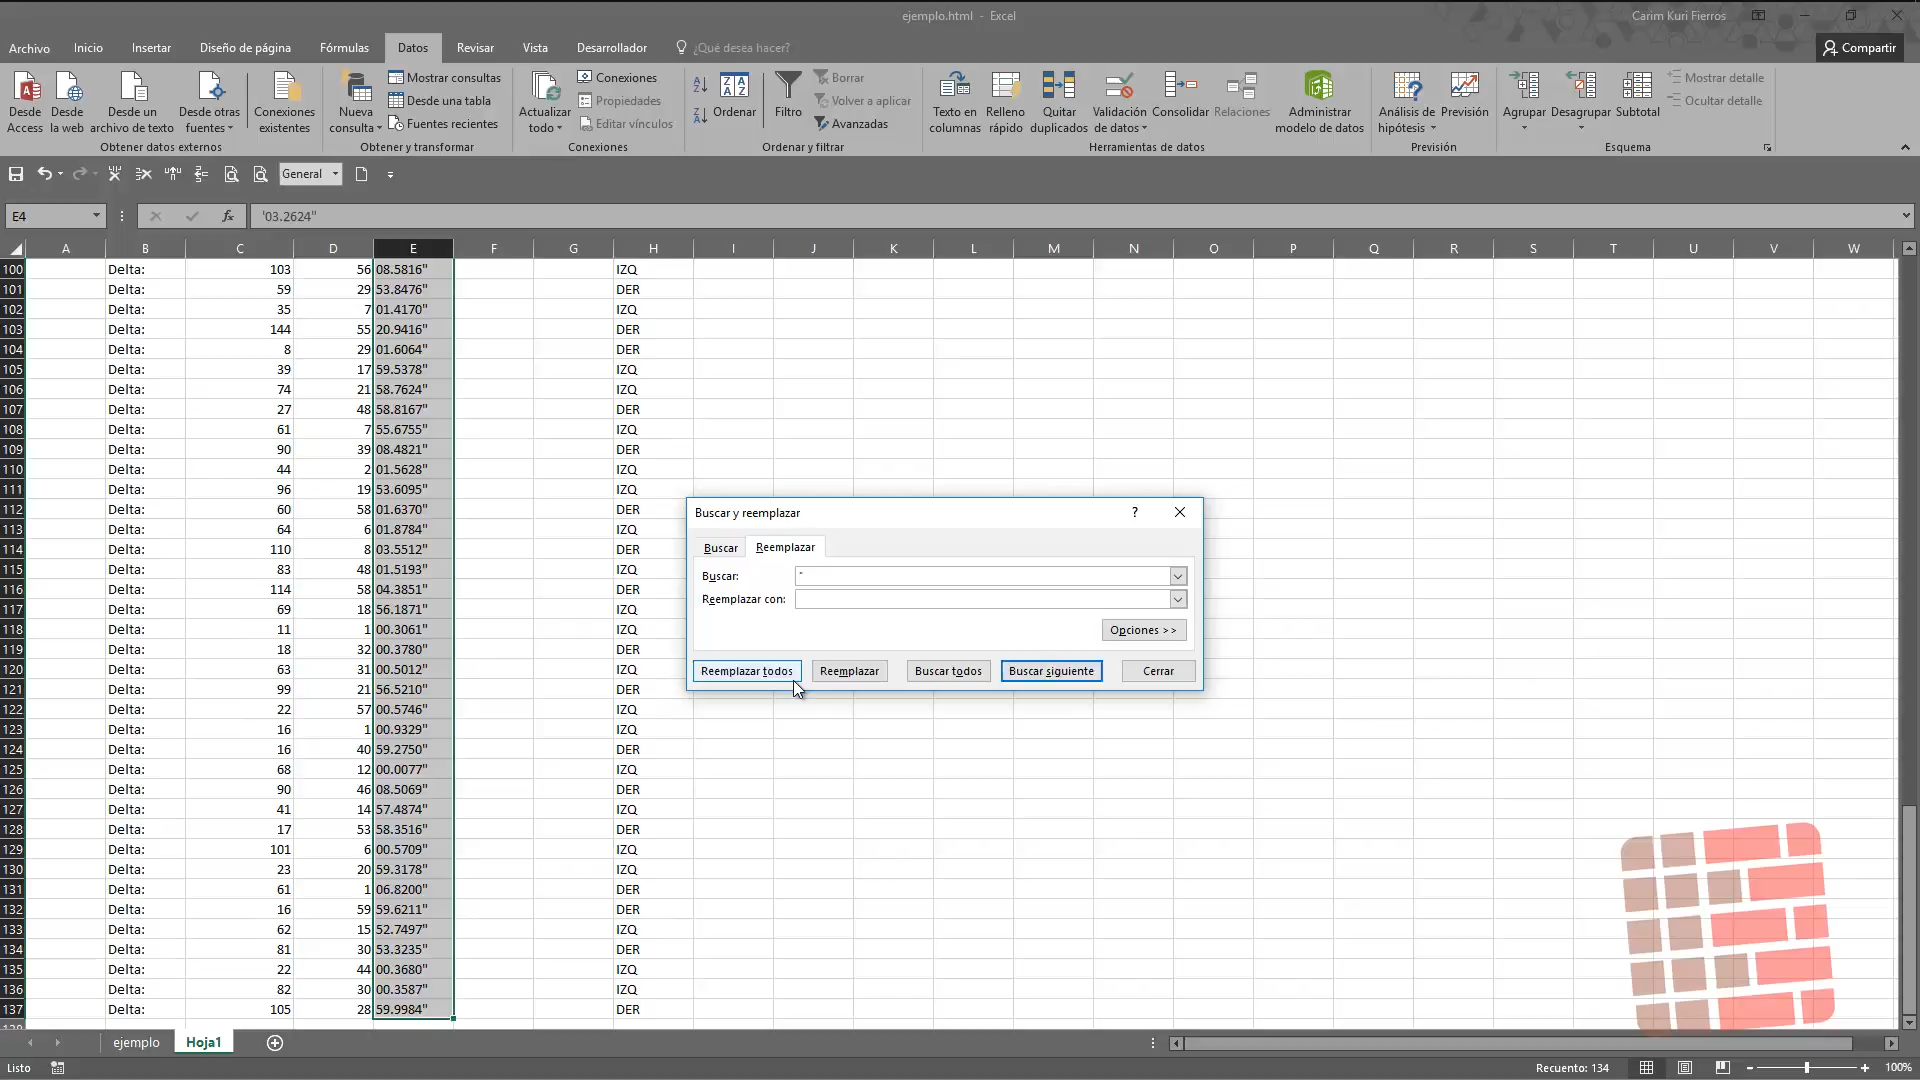 ejemplo.html - Excel
Carim Kuri Fierros
Archivo Inicio Insertar Diseño de página Fórmulas Datos Revisar Vista Desarrollador ¿Qué desea hacer? Compartir
Desde Access
Desde la web
Desde un archivo de texto
Desde otras fuentes
Conexiones existentes
Obtener datos externos
Nueva consulta
Mostrar consultas
Desde una tabla
Fuentes recientes
Obtener y transformar
Actualizar todo
Conexiones
Propiedades
Editar vínculos
Conexiones
Ordenar
Filtro
Borrar
Volver a aplicar
Avanzadas
Ordenar y filtrar
Texto en columnas
Relleno rápido
Quitar duplicados
Validación de datos
Consolidar
Relaciones
Administrar modelo de datos
Herramientas de datos
Análisis de hipótesis
Previsión
Previsión
Agrupar
Desagrupar
Subtotal
Mostrar detalle
Ocultar detalle
Esquema
General
E4 fx '03.2624"
A B C D E F G H I J K L M N O P Q R S T U V W
100 Delta: 103 56 08.5816" IZQ
101 Delta: 59 29 53.8476" DER
102 Delta: 35 7 01.4170" IZQ
103 Delta: 144 55 20.9416" DER
104 Delta: 8 29 01.6064" DER
105 Delta: 39 17 59.5378" IZQ
106 Delta: 74 21 58.7624" IZQ
107 Delta: 27 48 58.8167" DER
108 Delta: 61 7 55.6755" IZQ
109 Delta: 90 39 08.4821" DER
110 Delta: 44 2 01.5628" IZQ
111 Delta: 96 19 53.6095" IZQ
112 Delta: 60 58 01.6370" DER
113 Delta: 64 6 01.8784" IZQ
114 Delta: 110 8 03.5512" DER
115 Delta: 83 48 01.5193" IZQ
116 Delta: 114 58 04.3851" DER
117 Delta: 69 18 56.1871" IZQ
118 Delta: 11 1 00.3061" IZQ
119 Delta: 18 32 00.3780" DER
120 Delta: 63 31 00.5012" IZQ
121 Delta: 99 21 56.5210" DER
122 Delta: 22 57 00.5746" IZQ
123 Delta: 16 1 00.9329" IZQ
124 Delta: 16 40 59.2750" DER
125 Delta: 68 12 00.0077" IZQ
126 Delta: 90 46 08.5069" DER
127 Delta: 41 14 57.4874" IZQ
128 Delta: 17 53 58.3516" DER
129 Delta: 101 6 00.5709" IZQ
130 Delta: 23 20 59.3178" IZQ
131 Delta: 61 1 06.8200" DER
132 Delta: 16 59 59.6211" DER
133 Delta: 62 15 52.7497" IZQ
134 Delta: 81 30 53.3235" DER
135 Delta: 22 44 00.3680" IZQ
136 Delta: 82 30 00.3587" IZQ
137 Delta: 105 28 59.9984" DER
Buscar y reemplazar ?
Buscar Reemplazar
Buscar: "
Reemplazar con:
Opciones >>
Reemplazar todos Reemplazar Buscar todos Buscar siguiente Cerrar
ejemplo Hoja1
Listo
Recuento: 134
100%